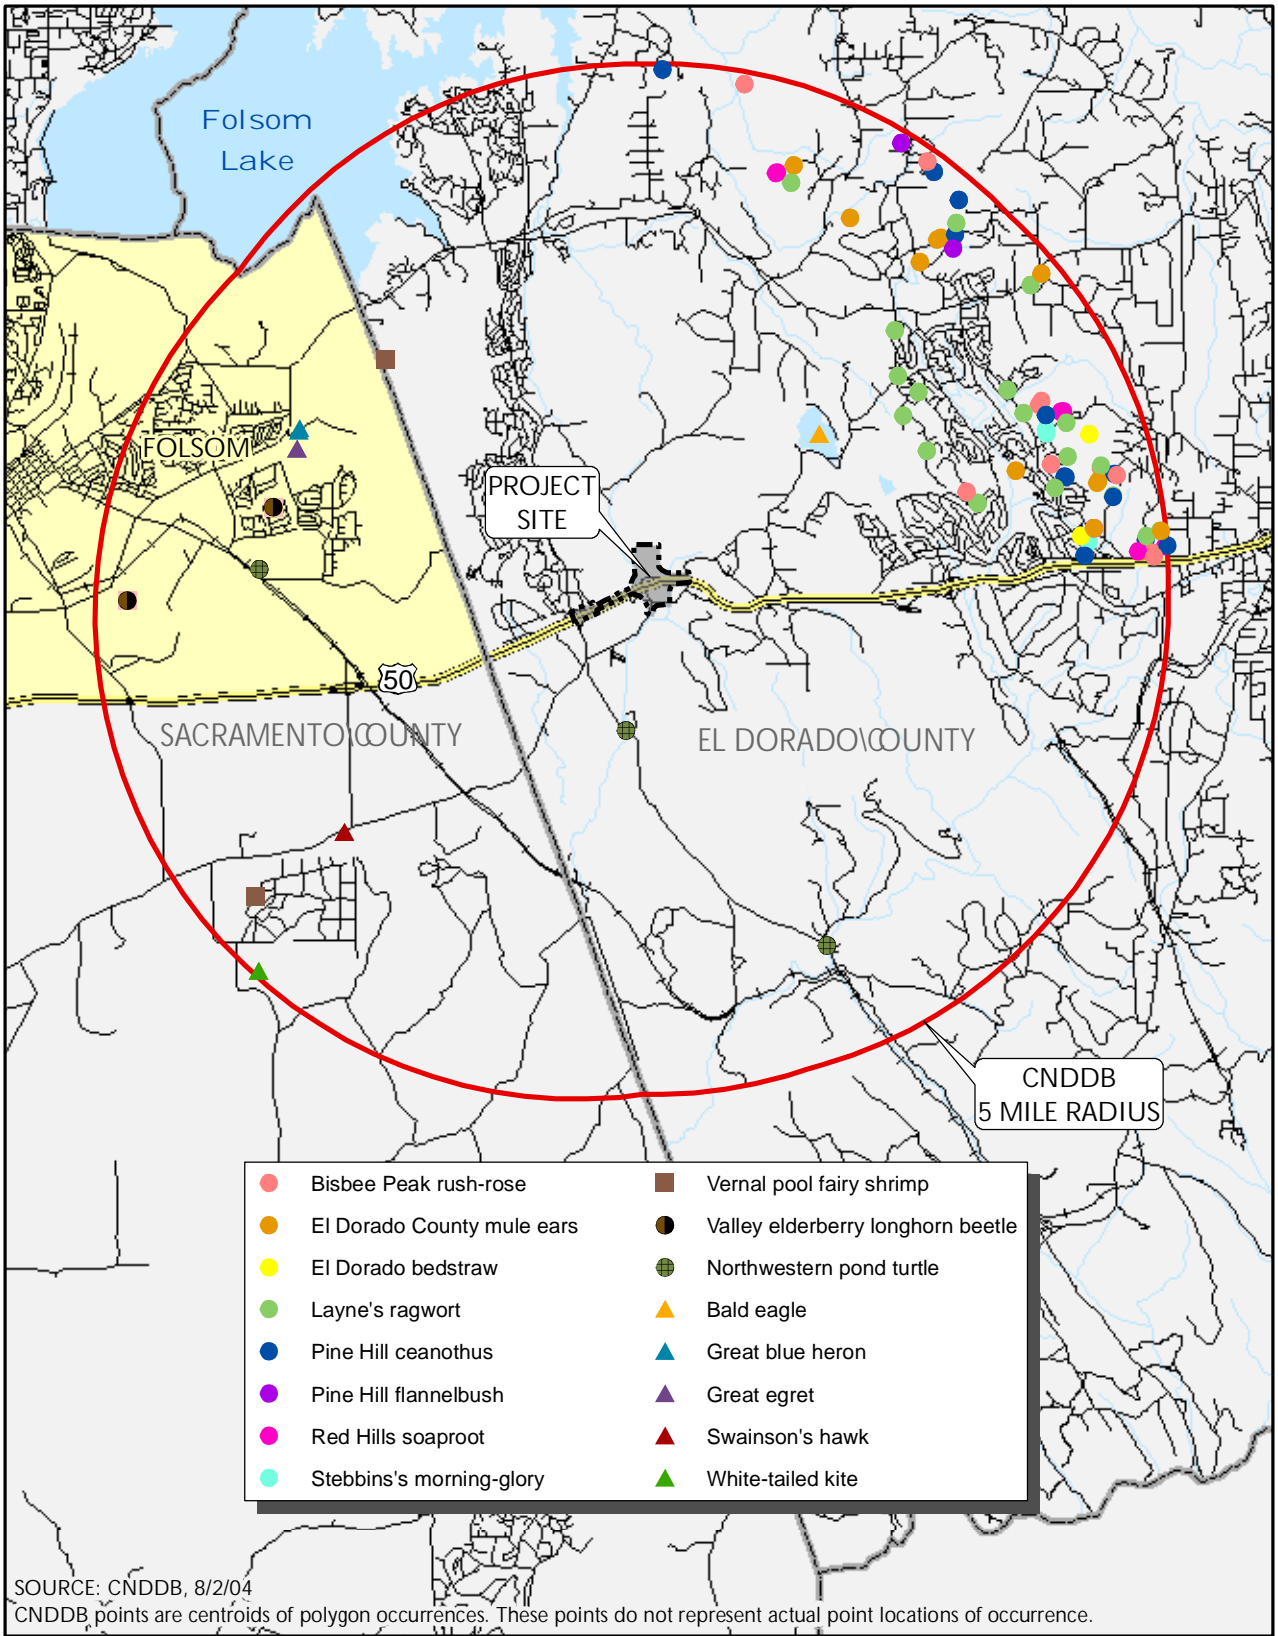 Folsom
Lake
FOLSOM
PROJECT
SITE
50
SACRAMENTO\COUNTY
EL DORADO\COUNTY
CNDDB
5 MILE RADIUS
Bisbee Peak rush-rose
El Dorado County mule ears
El Dorado bedstraw
Layne's ragwort
Pine Hill ceanothus
Pine Hill flannelbush
Red Hills soaproot
Stebbins's morning-glory
Vernal pool fairy shrimp
Valley elderberry longhorn beetle
Northwestern pond turtle
Bald eagle
Great blue heron
Great egret
Swainson's hawk
White-tailed kite
SOURCE: CNDDB, 8/2/04
CNDDB points are centroids of polygon occurrences. These points do not represent actual point locations of occurrence.